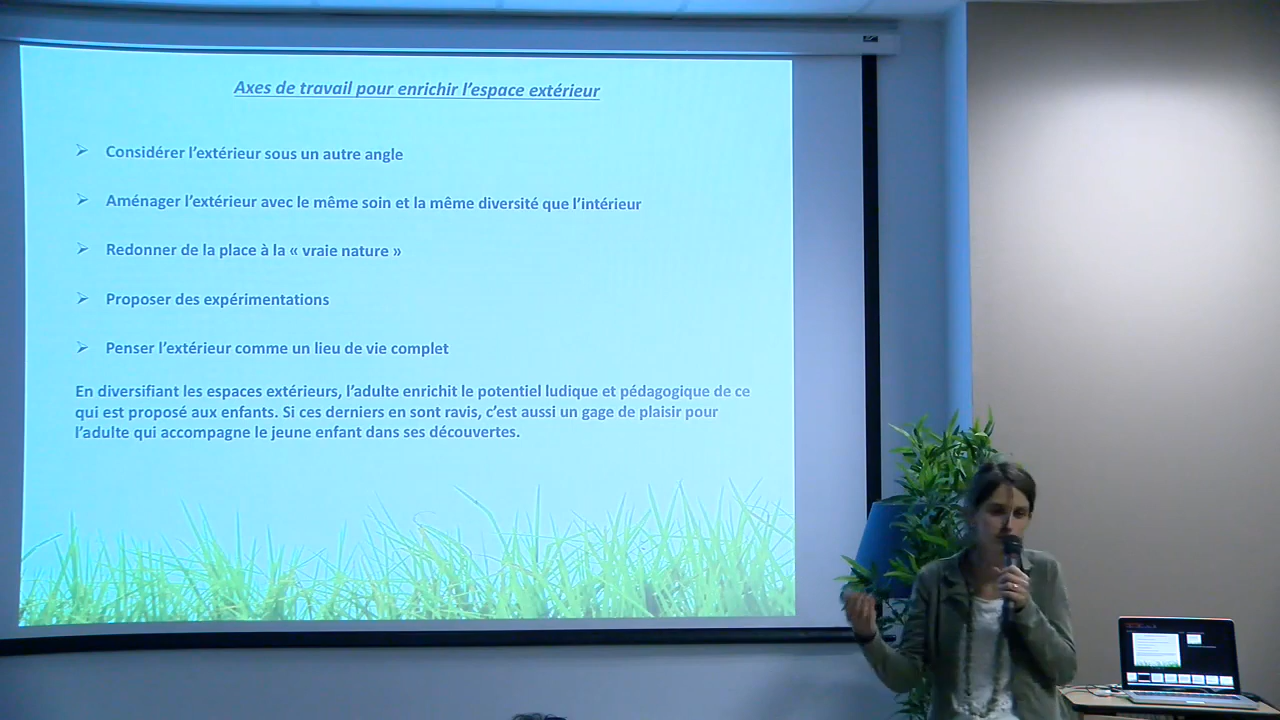 Axes de travail pour enrichir l'espace extérieur
➢ Considérer l'extérieur sous un autre angle
➢ Aménager l'extérieur avec le même soin et la même diversité que l'intérieur
➢ Redonner de la place à la « vraie nature »
➢ Proposer des expérimentations
➢ Penser l'extérieur comme un lieu de vie complet
En diversifiant les espaces extérieurs, l'adulte enrichit le potentiel ludique et pédagogique de ce
qui est proposé aux enfants. Si ces derniers en sont ravis, c'est aussi un gage de plaisir pour
l'adulte qui accompagne le jeune enfant dans ses découvertes.